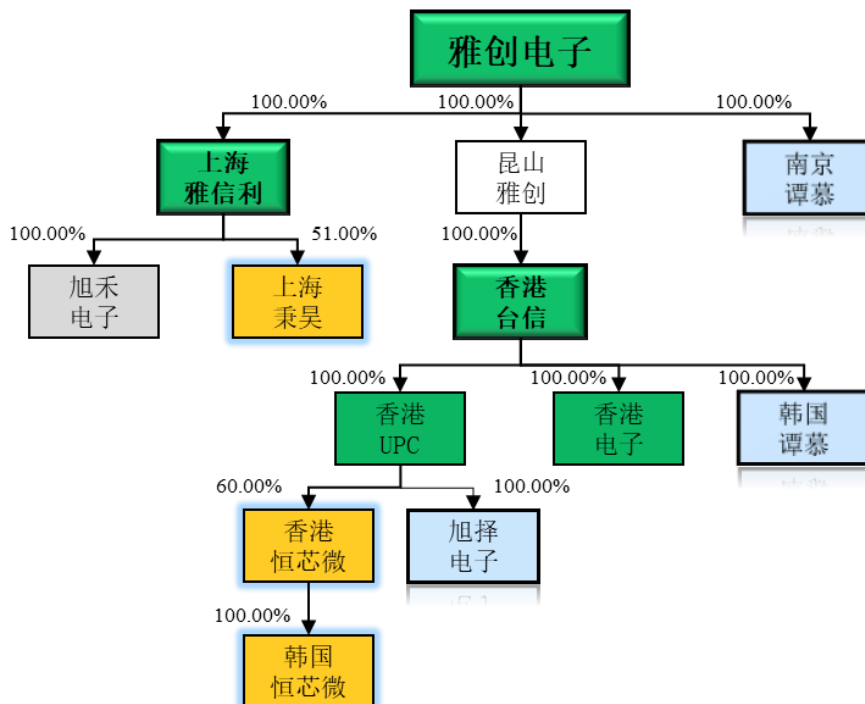 雅创电子
100.00%
100.00%
100.00%
上海
雅信利
昆山
雅创
南京
谭慕
100.00%
51.00%
100.00%
旭禾
电子
上海
秉昊
香港
台信
100.00%
100.00%
100.00%
香港
UPC
香港
电子
韩国
谭慕
60.00%
100.00%
香港
恒芯微
旭择
电子
100.00%
韩国
恒芯微